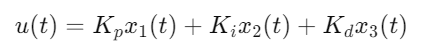 u(t) = K_p x_1(t) + K_i x_2(t) + K_d x_3(t)